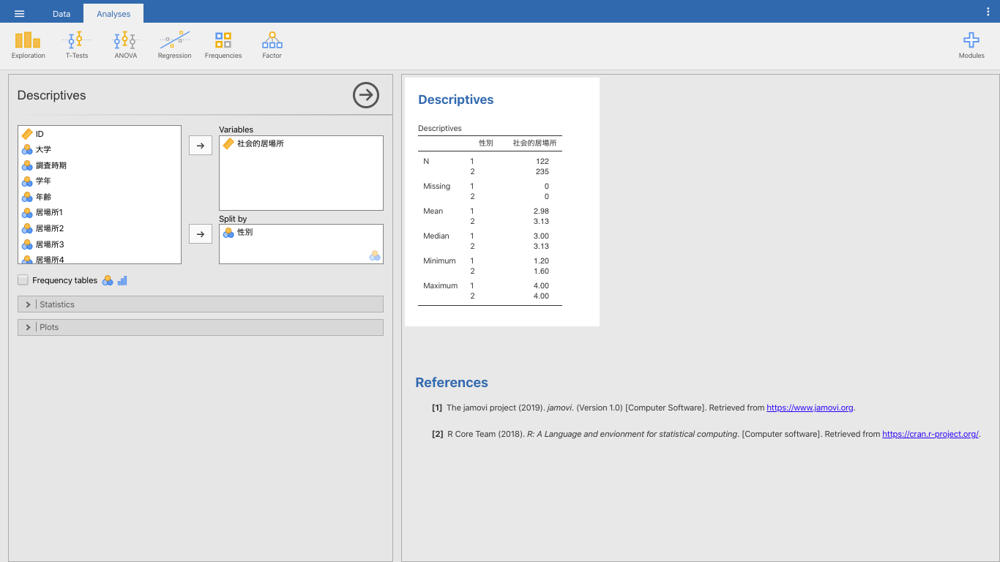 Data Analyses
Exploration T-Tests ANOVA Regression Frequencies Factor Modules
Descriptives
ID
大学
調査時期
学年
年齢
居場所1
居場所2
居場所3
居場所4
Variables
社会的居場所
Split by
性別
Frequency tables
Statistics
Plots
Descriptives
Descriptives
性別 社会的居場所
N 1 122
2 235
Missing 1 0
2 0
Mean 1 2.98
2 3.13
Median 1 3.00
2 3.13
Minimum 1 1.20
2 1.60
Maximum 1 4.00
2 4.00
References
[1] The jamovi project (2019). jamovi. (Version 1.0) [Computer Software]. Retrieved from https://www.jamovi.org.
[2] R Core Team (2018). R: A Language and envionment for statistical computing. [Computer software]. Retrieved from https://cran.r-project.org/.